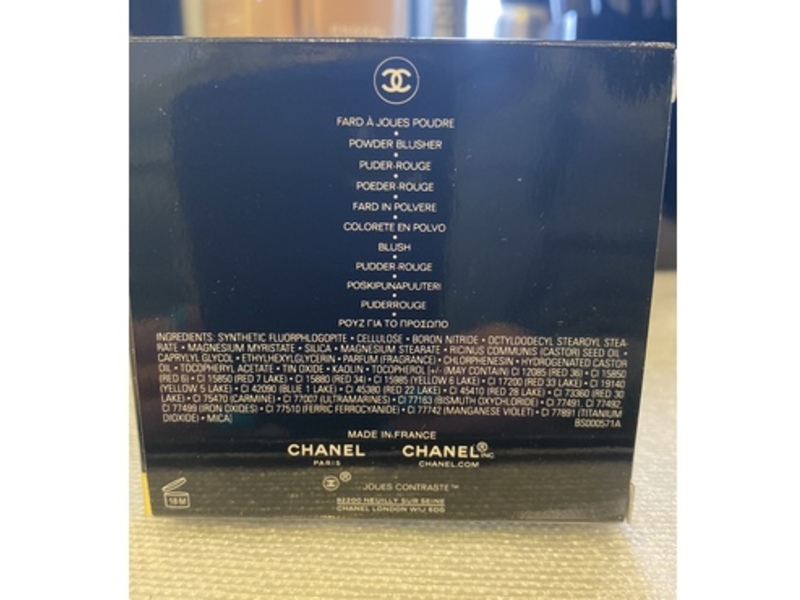 FARD À JOUES POUDRE
POWDER BLUSHER
PUDER-ROUGE
POEDER-ROUGE
FARD IN POLVERE
COLORETE EN POLVO
BLUSH
PUDDER-ROUGE
POSKIPUNAPUUTERI
PUDERROUGE
ΡΟΥΖ ΓΙΑ ΤΟ ΠΡΟΣΩΠΟ
INGREDIENTS: SYNTHETIC FLUORPHLOGOPITE • CELLULOSE • BORON NITRIDE • OCTYLDODECYL STEAROYL STEA-
RATE • MAGNESIUM MYRISTATE • SILICA • MAGNESIUM STEARATE • RICINUS COMMUNIS (CASTOR) SEED OIL •
CAPRYLYL GLYCOL • ETHYLHEXYLGLYCERIN • PARFUM (FRAGRANCE) • CHLORPHENESIN • HYDROGENATED CASTOR
OIL • TOCOPHERYL ACETATE • TIN OXIDE • KAOLIN • TOCOPHEROL [+/- (MAY CONTAIN) CI 12085 (RED 36) • CI 15850
(RED 6) • CI 15850 (RED 7 LAKE) • CI 15880 (RED 34) • CI 15985 (YELLOW 6 LAKE) • CI 17200 (RED 33 LAKE) • CI 19140
(YELLOW 5 LAKE) • CI 42090 (BLUE 1 LAKE) • CI 45380 (RED 22 LAKE) • CI 45410 (RED 28 LAKE) • CI 73360 (RED 30
LAKE) • CI 75470 (CARMINE) • CI 77007 (ULTRAMARINES) • CI 77163 (BISMUTH OXYCHLORIDE) • CI 77491, CI 77492,
CI 77499 (IRON OXIDES) • CI 77510 (FERRIC FERROCYANIDE) • CI 77742 (MANGANESE VIOLET) • CI 77891 (TITANIUM
DIOXIDE) • MICA] BS000571A
MADE IN FRANCE
CHANEL CHANEL® INC
PARIS CHANEL.COM
® JOUES CONTRASTE™
18 M
92200 NEUILLY SUR SEINE
CHANEL LONDON W1J 6DG